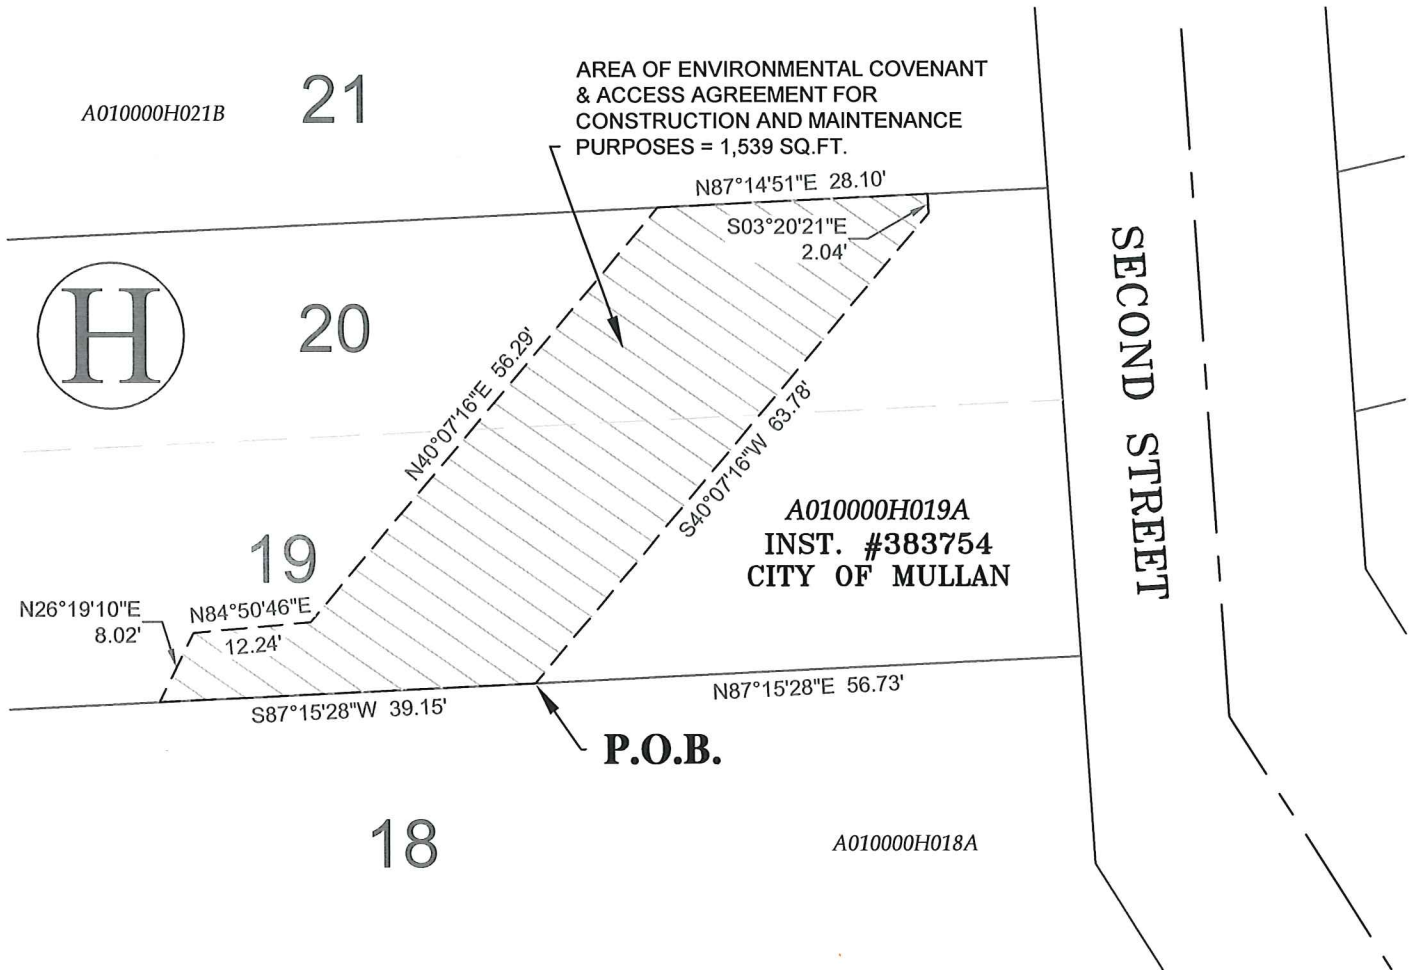 AREA OF ENVIRONMENTAL COVENANT
& ACCESS AGREEMENT FOR
CONSTRUCTION AND MAINTENANCE
PURPOSES = 1,539 SQ.FT.
A010000H021B
21
N87°14'51"E 28.10'
S03°20'21"E
2.04'
H
20
N40°07'16"E 56.29'
S40°07'16"W 63.78'
SECOND STREET
A010000H019A
INST. #383754
CITY OF MULLAN
19
N26°19'10"E
8.02'
N84°50'46"E
12.24'
S87°15'28"W 39.15'
N87°15'28"E 56.73'
P.O.B.
18
A010000H018A